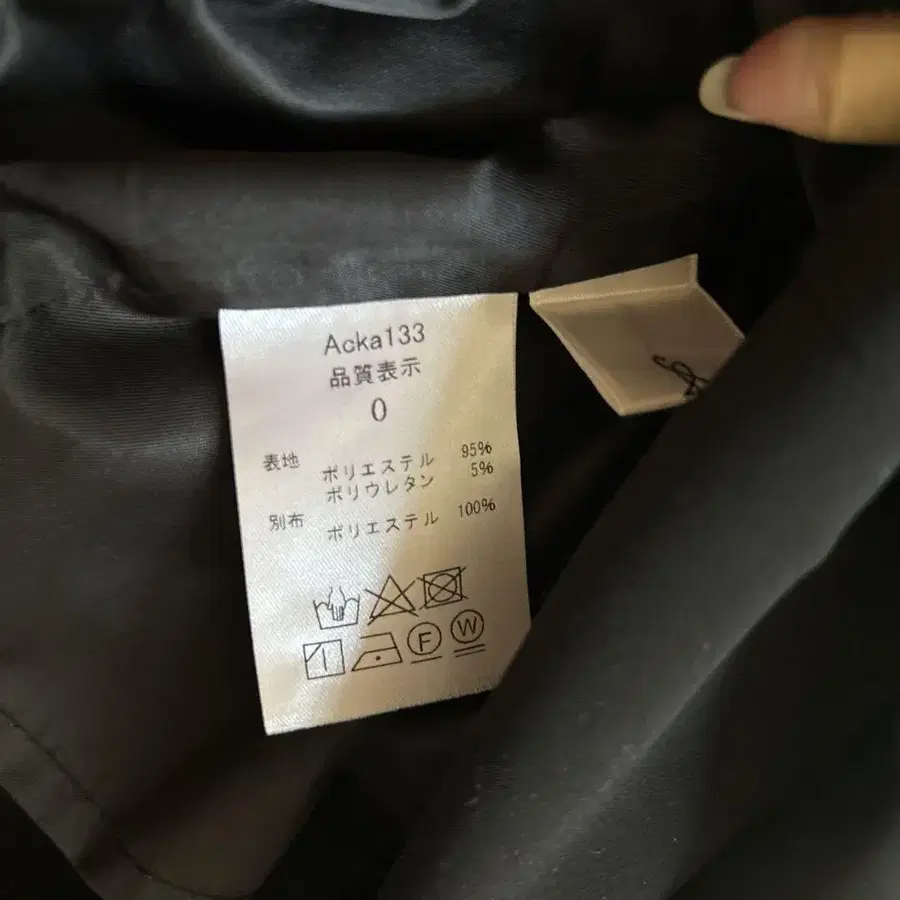 Acka133
品質表示
0
表地 ポリエステル 95%
ポリウレタン 5%
別布 ポリエステル 100%
F W